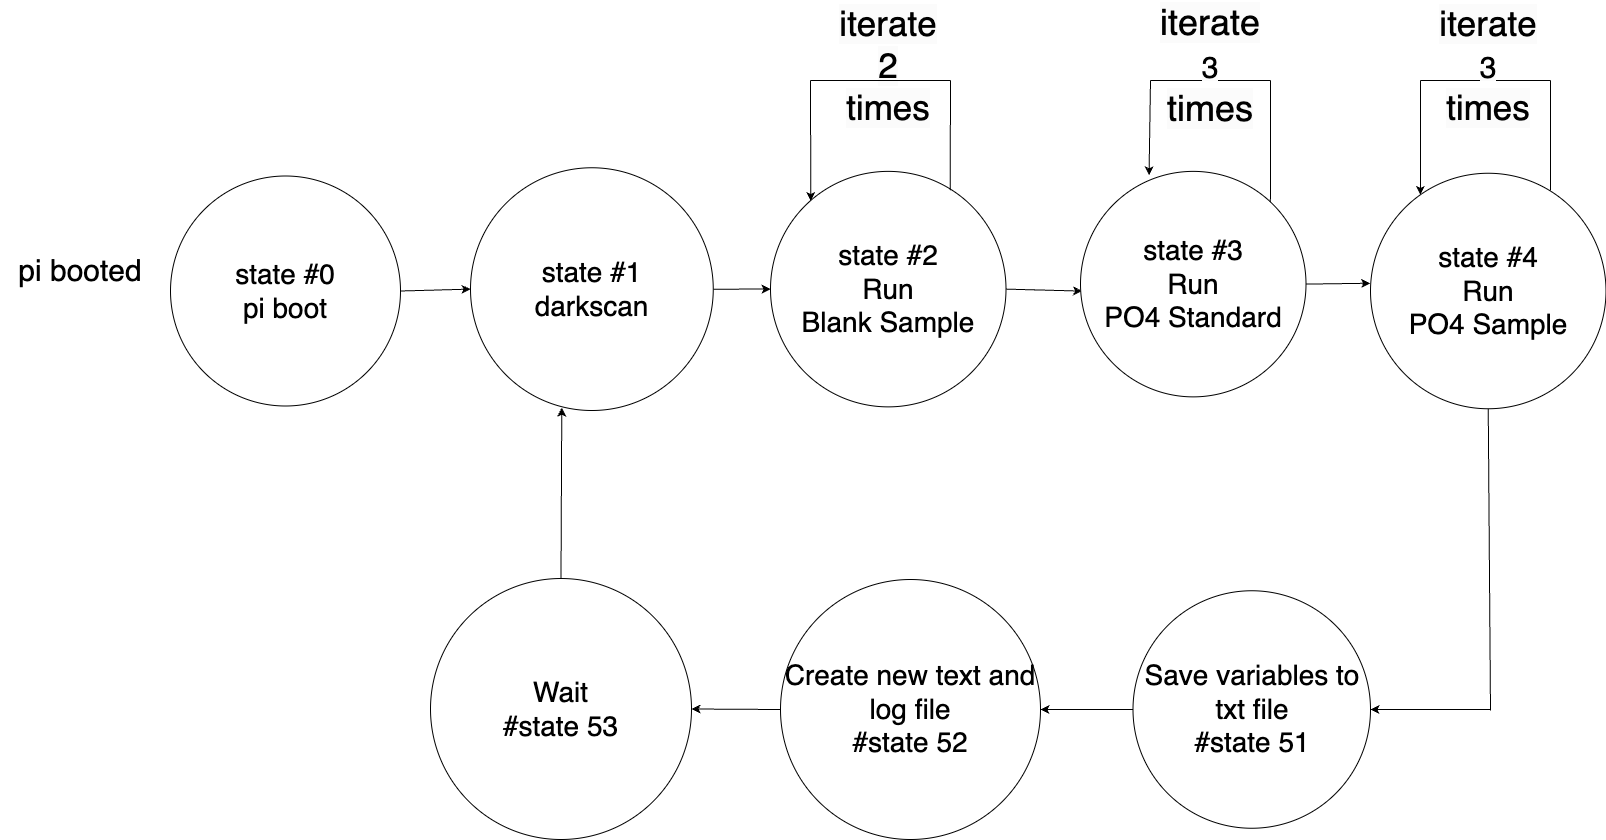 iterate
2
times
iterate
3
times
iterate
3
times
pi booted
state #0
pi boot
state #1
darkscan
state #2
Run
Blank Sample
state #3
Run
PO4 Standard
state #4
Run
PO4 Sample
Wait
#state 53
Create new text and
log file
#state 52
Save variables to
txt file
#state 51